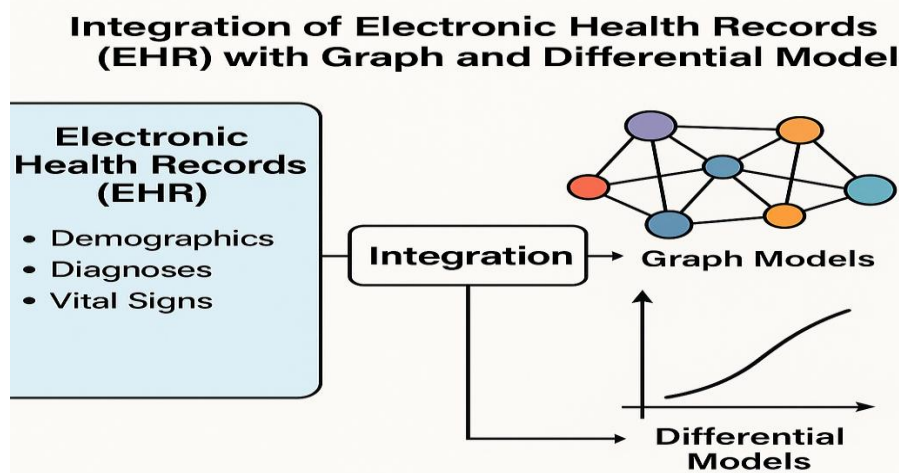 Integration of Electronic Health Records
(EHR) with Graph and Differential Model
Electronic
Health Records
(EHR)
• Demographics
• Diagnoses
• Vital Signs
Integration
Graph Models
Differential
Models